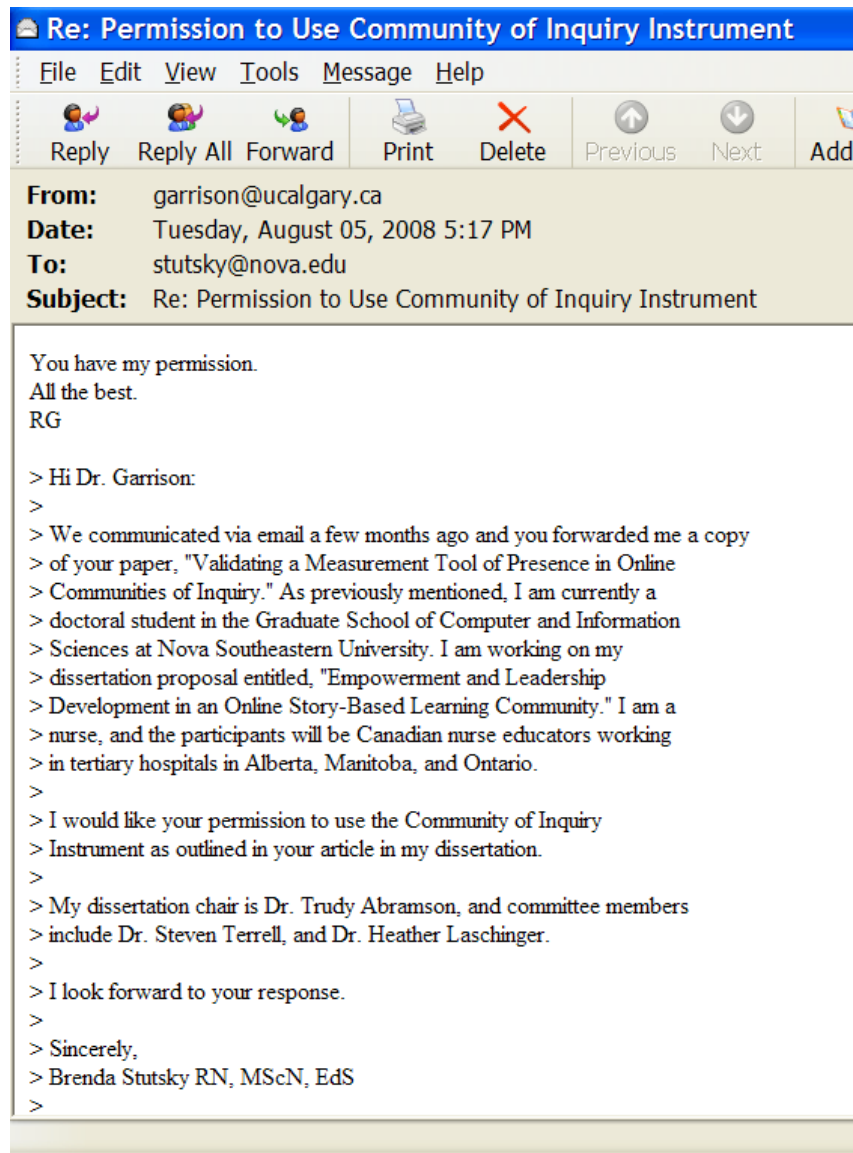 Re: Permission to Use Community of Inquiry Instrument
File Edit View Tools Message Help
Reply Reply All Forward Print Delete Previous Next Add
From: garrison@ucalgary.ca
Date: Tuesday, August 05, 2008 5:17 PM
To: stutsky@nova.edu
Subject: Re: Permission to Use Community of Inquiry Instrument
You have my permission.
All the best.
RG
> Hi Dr. Garrison:
>
> We communicated via email a few months ago and you forwarded me a copy
> of your paper, "Validating a Measurement Tool of Presence in Online
> Communities of Inquiry." As previously mentioned, I am currently a
> doctoral student in the Graduate School of Computer and Information
> Sciences at Nova Southeastern University. I am working on my
> dissertation proposal entitled, "Empowerment and Leadership
> Development in an Online Story-Based Learning Community." I am a
> nurse, and the participants will be Canadian nurse educators working
> in tertiary hospitals in Alberta, Manitoba, and Ontario.
>
> I would like your permission to use the Community of Inquiry
> Instrument as outlined in your article in my dissertation.
>
> My dissertation chair is Dr. Trudy Abramson, and committee members
> include Dr. Steven Terrell, and Dr. Heather Laschinger.
>
> I look forward to your response.
>
> Sincerely,
> Brenda Stutsky RN, MScN, EdS
>